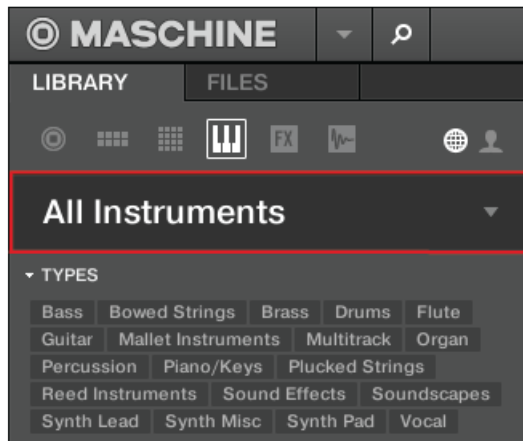 MASCHINE
LIBRARY FILES
FX
All Instruments
TYPES
Bass Bowed Strings Brass Drums Flute
Guitar Mallet Instruments Multitrack Organ
Percussion Piano/Keys Plucked Strings
Reed Instruments Sound Effects Soundscapes
Synth Lead Synth Misc Synth Pad Vocal